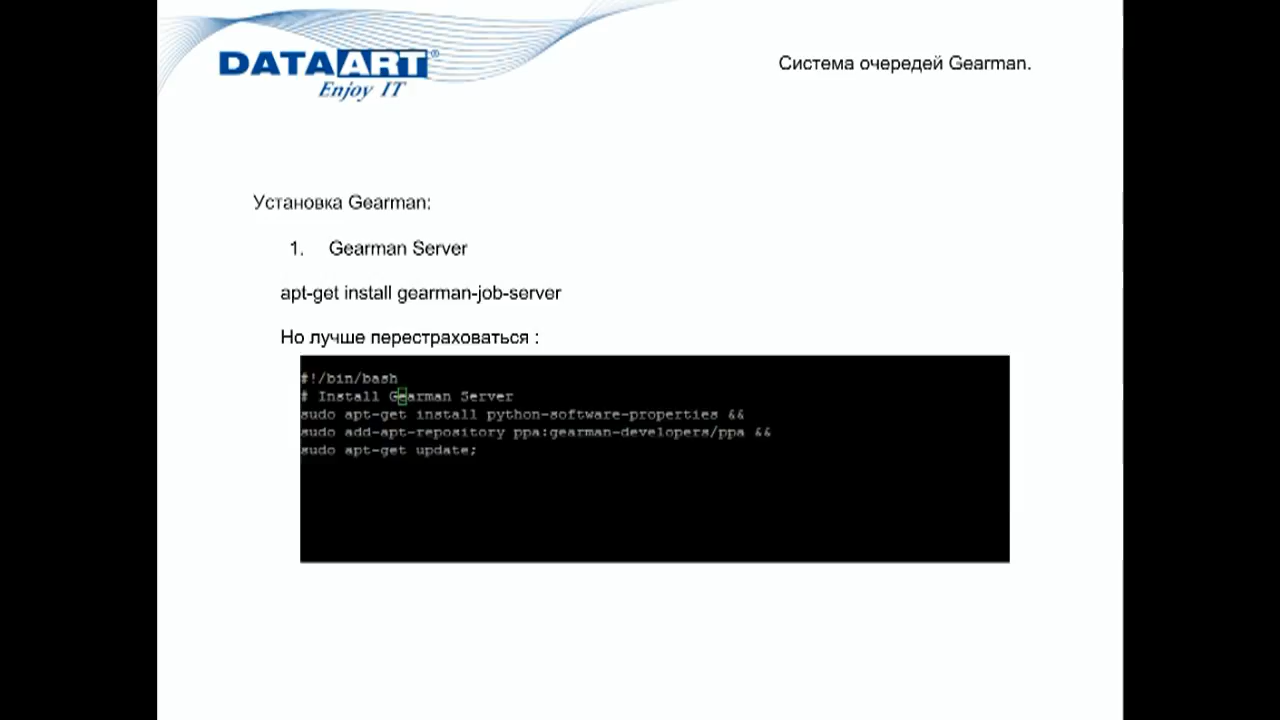 DATAART®
Enjoy IT
Система очередей Gearman.
Установка Gearman:
1. Gearman Server
apt-get install gearman-job-server
Но лучше перестраховаться :
#!/bin/bash
# Install Gearman Server
sudo apt-get install python-software-properties &&
sudo add-apt-repository ppa:gearman-developers/ppa &&
sudo apt-get update;